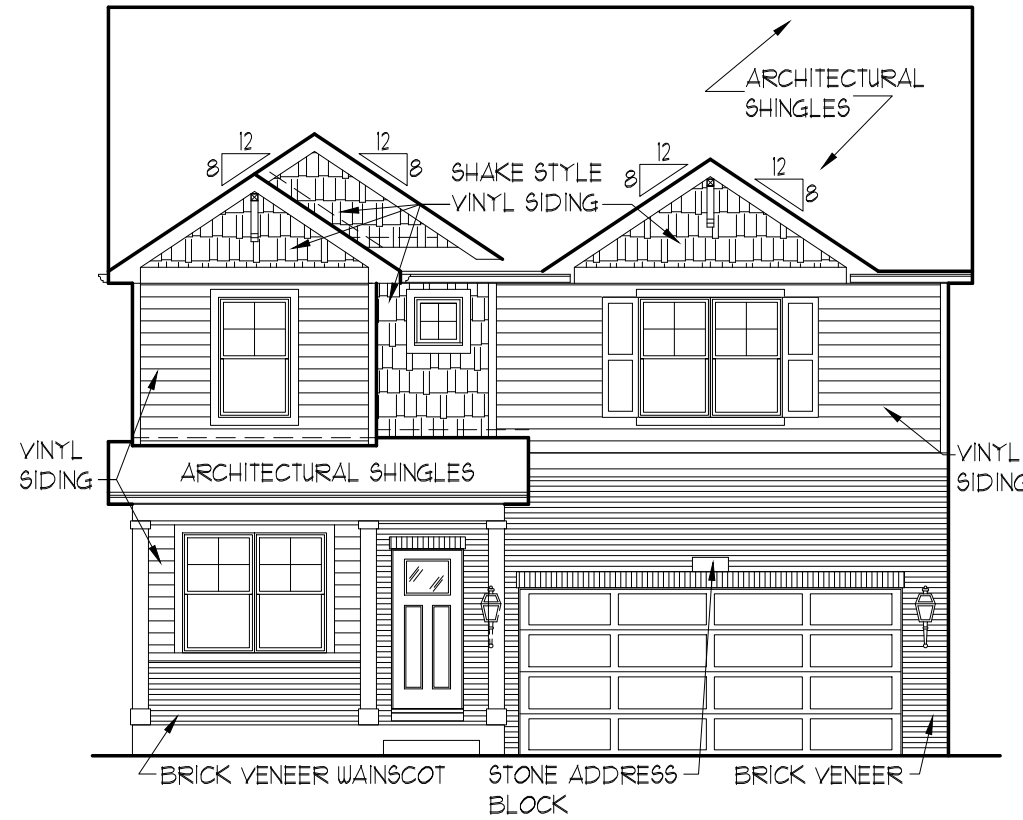 ARCHITECTURAL
SHINGLES
12
8
12
8
SHAKE STYLE
VINYL SIDING
12
8
12
8
VINYL
SIDING
ARCHITECTURAL SHINGLES
VINYL
SIDING
BRICK VENEER WAINSCOT
STONE ADDRESS
BLOCK
BRICK VENEER